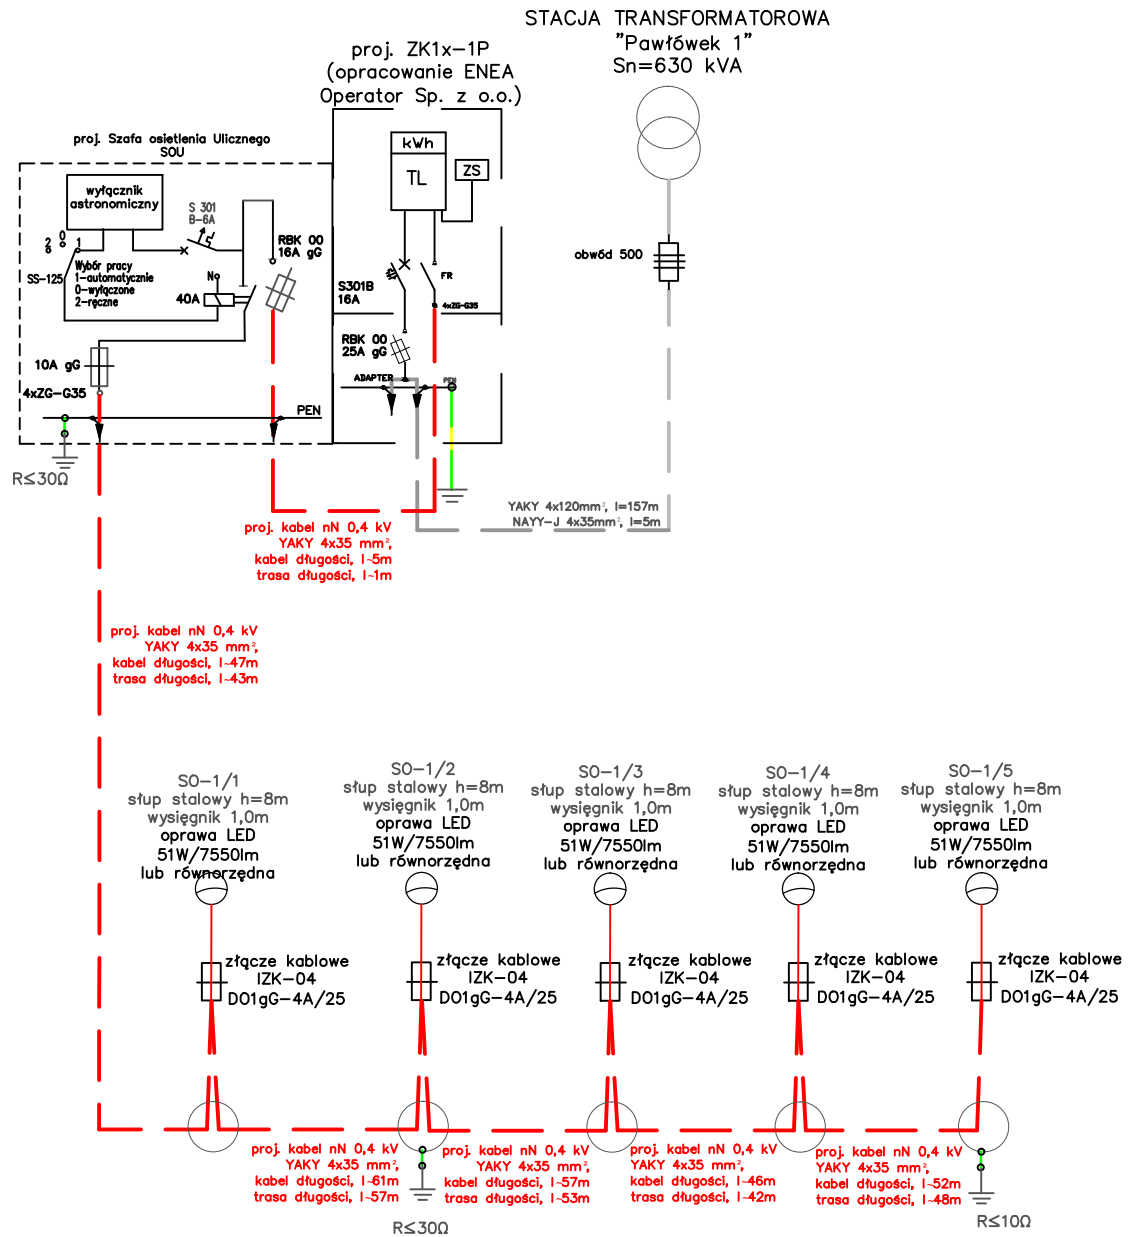 STACJA TRANSFORMATOROWA
"Pawłówek 1"
Sn=630 kVA
proj. ZK1x-1P
(opracowanie ENEA
Operator Sp. z o.o.)
proj. Szafa osietlenia Ulicznego
SOU
kWh
TL
ZS
wyłącznik
astronomiczny
S 301
B-6A
2
0
1
SS-125
Wybór pracy
1-automatycznie
0-wyłączone
2-ręczne
N
40A
RBK 00
16A gG
S301B
16A
FR
4xZG-G35
obwód 500
RBK 00
25A gG
ADAPTER
PEN
10A gG
4xZG-G35
PEN
R≤30Ω
YAKY 4x120mm², l=157m
NAYY-J 4x35mm², l=5m
proj. kabel nN 0,4 kV
YAKY 4x35 mm²,
kabel długości, l~5m
trasa długości, l~1m
proj. kabel nN 0,4 kV
YAKY 4x35 mm²,
kabel długości, l~47m
trasa długości, l~43m
SO-1/1
słup stalowy h=8m
wysięgnik 1,0m
oprawa LED
51W/7550lm
lub równorzędna
SO-1/2
słup stalowy h=8m
wysięgnik 1,0m
oprawa LED
51W/7550lm
lub równorzędna
SO-1/3
słup stalowy h=8m
wysięgnik 1,0m
oprawa LED
51W/7550lm
lub równorzędna
SO-1/4
słup stalowy h=8m
wysięgnik 1,0m
oprawa LED
51W/7550lm
lub równorzędna
SO-1/5
słup stalowy h=8m
wysięgnik 1,0m
oprawa LED
51W/7550lm
lub równorzędna
złącze kablowe
IZK-04
DO1gG-4A/25
złącze kablowe
IZK-04
DO1gG-4A/25
złącze kablowe
IZK-04
DO1gG-4A/25
złącze kablowe
IZK-04
DO1gG-4A/25
złącze kablowe
IZK-04
DO1gG-4A/25
proj. kabel nN 0,4 kV
YAKY 4x35 mm²,
kabel długości, l~61m
trasa długości, l~57m
proj. kabel nN 0,4 kV
YAKY 4x35 mm²,
kabel długości, l~57m
trasa długości, l~53m
proj. kabel nN 0,4 kV
YAKY 4x35 mm²,
kabel długości, l~46m
trasa długości, l~42m
proj. kabel nN 0,4 kV
YAKY 4x35 mm²,
kabel długości, l~52m
trasa długości, l~48m
R≤30Ω
R≤10Ω